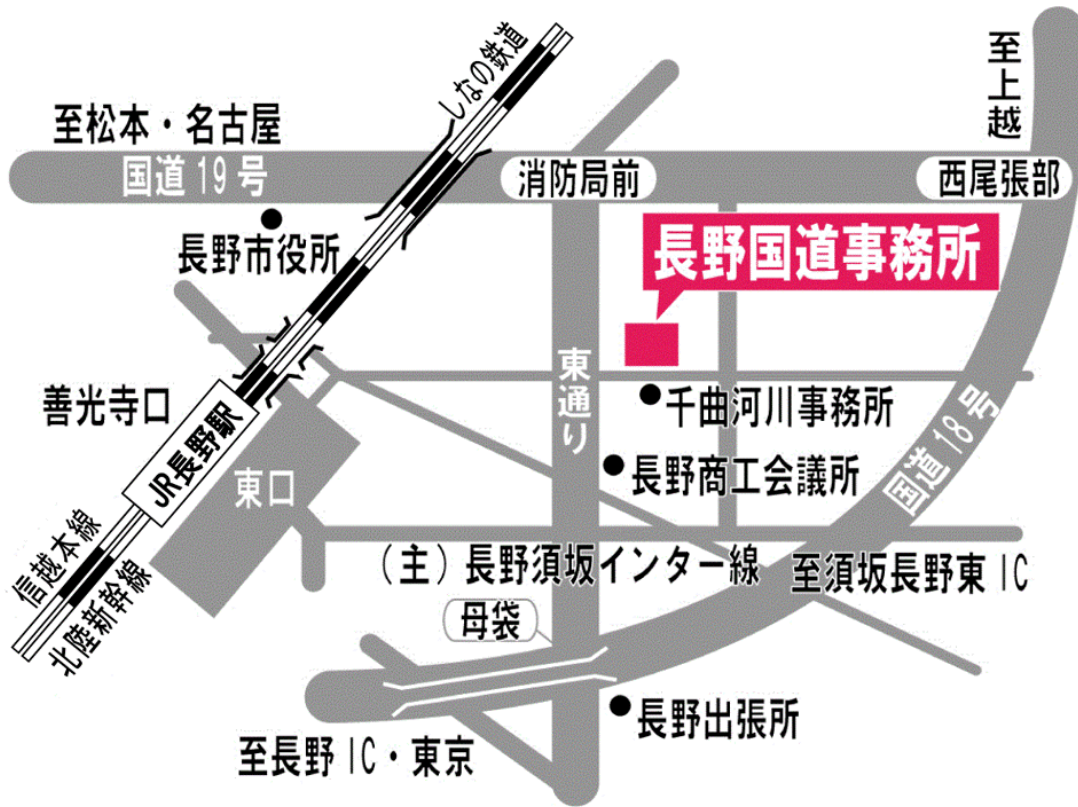 しなの鉄道
至上越
至松本・名古屋
国道19号
消防局前
西尾張部
長野市役所
長野国道事務所
善光寺口
東通り
千曲河川事務所
国道18号
JR長野駅
東口
長野商工会議所
信越本線
北陸新幹線
(主)長野須坂インター線
至須坂長野東IC
母袋
長野出張所
至長野IC・東京